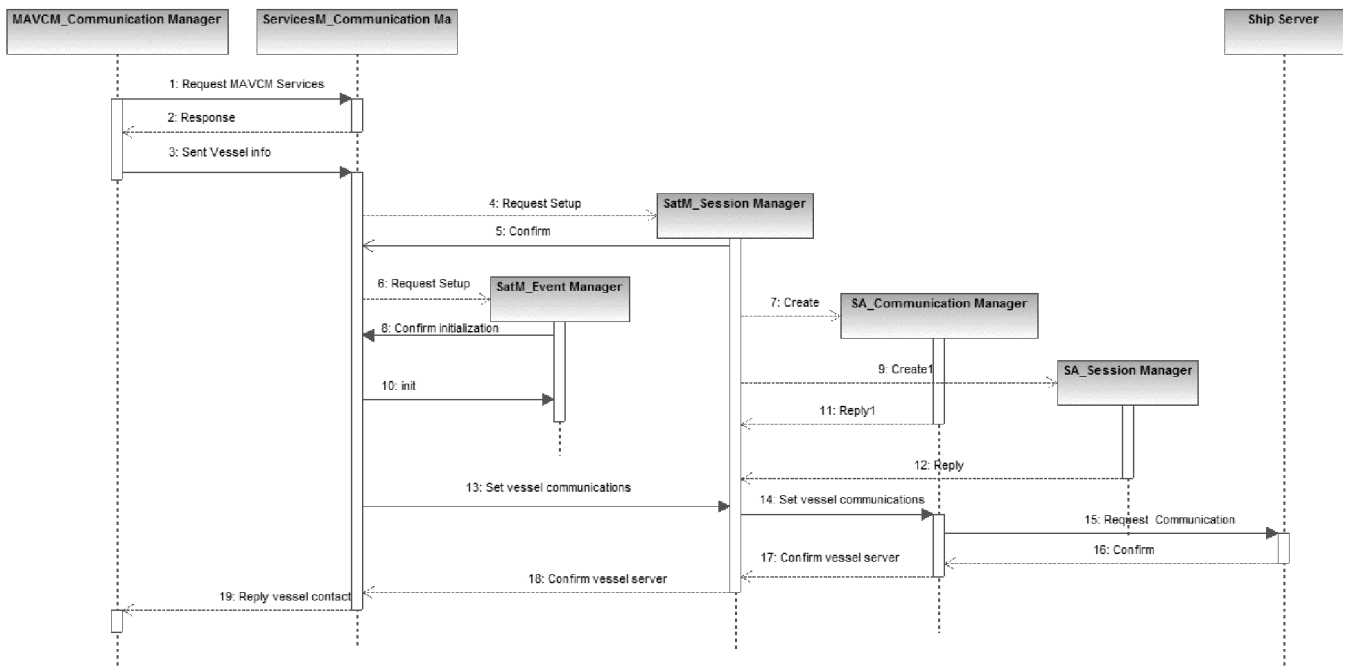 MAVCM_Communication Manager
ServicesM_Communication Ma
Ship Server
1: Request MAVCM Services
2: Response
3: Sent Vessel info
4: Request Setup
SatM_Session Manager
5: Confirm
6: Request Setup
SatM_Event Manager
7: Create
SA_Communication Manager
8: Confirm initialization
9: Create1
SA_Session Manager
10: init
11: Reply1
12: Reply
13: Set vessel communications
14: Set vessel communications
15: Request Communication
16: Confirm
17: Confirm vessel server
18: Confirm vessel server
19: Reply vessel contact